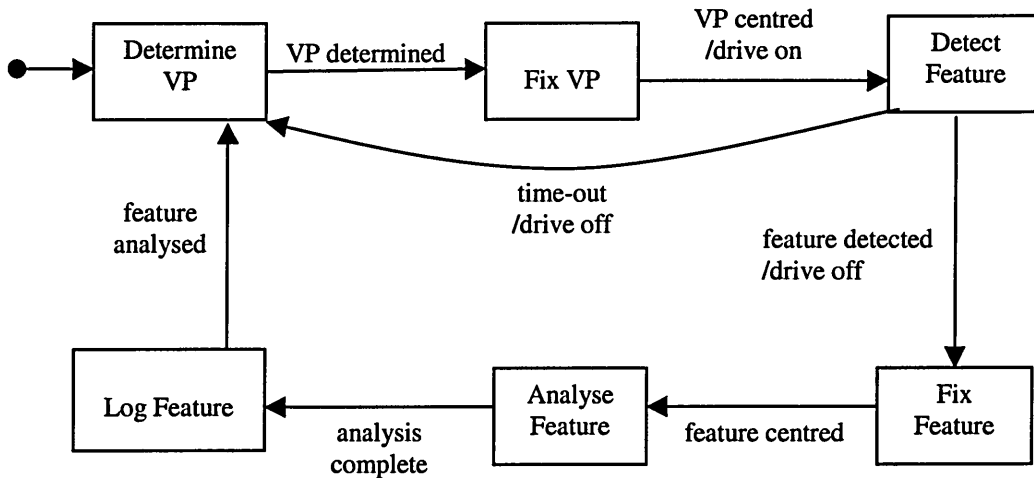 Determine
VP
VP determined
Fix VP
VP centred
/drive on
Detect
Feature
time-out
/drive off
feature
analysed
feature detected
/drive off
Log Feature
analysis
complete
Analyse
Feature
feature centred
Fix
Feature